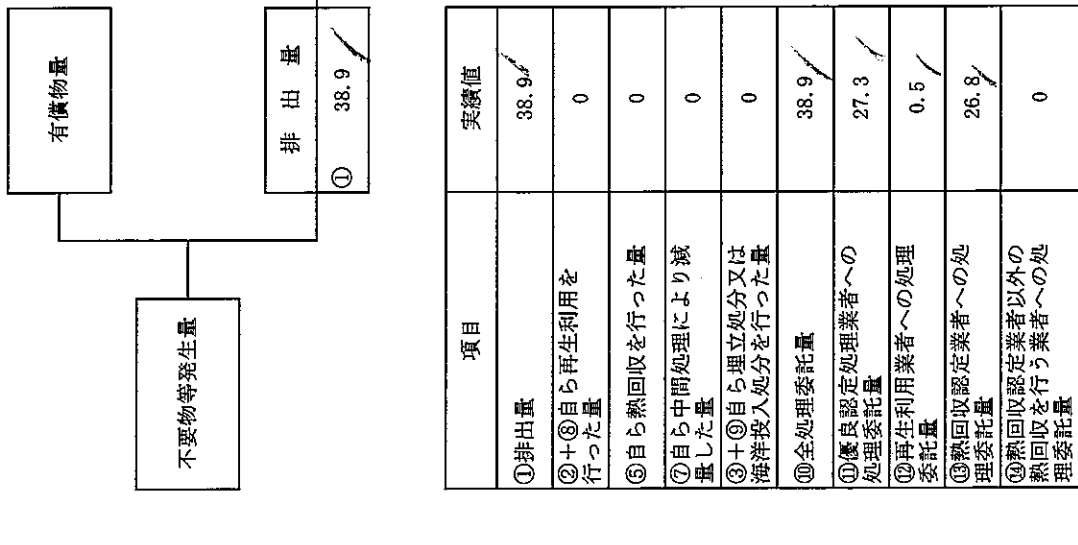 有償物量
不要物等発生量
排 出 量
① 38.9
項目 実績値
①排出量 38.9
②+⑧自ら再生利用を
行った量 0
⑤自ら熱回収を行った量 0
⑦自ら中間処理により減
量した量 0
③+⑨自ら埋立処分又は
海洋投入処分を行った量 0
⑩全処理委託量 38.9
⑪優良認定処理業者への
処理委託量 27.3
⑫再生利用業者への処理
委託量 0.5
⑬熱回収認定業者への処
理委託量 26.8
⑭熱回収認定業者以外の
熱回収を行う業者への処
理委託量 0